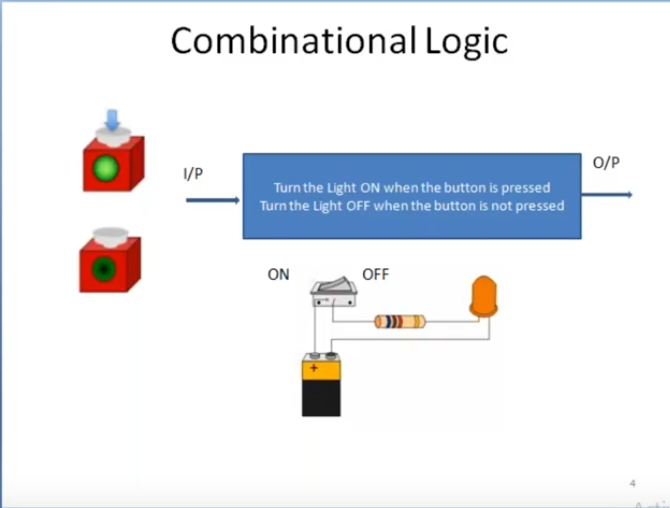 Combinational Logic
I/P
Turn the Light ON when the button is pressed
Turn the Light OFF when the button is not pressed
O/P
ON
OFF
+
4